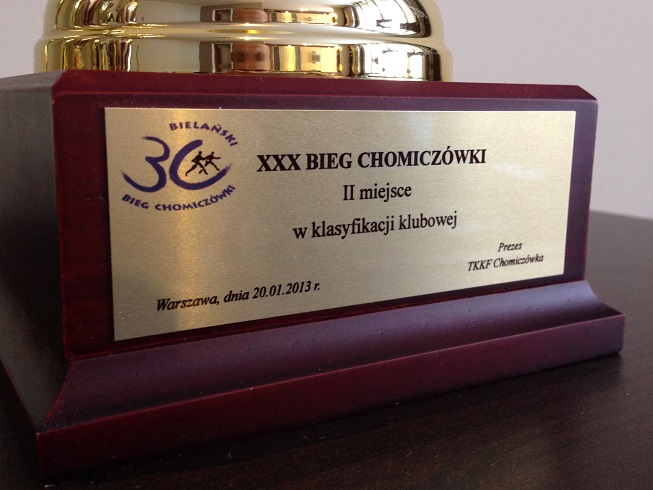 BIELAŃSKI
30
BIEG CHOMICZÓWKI
XXX BIEG CHOMICZÓWKI
II miejsce
w klasyfikacji klubowej
Prezes
TKKF Chomiczówka
Warszawa, dnia 20.01.2013 r.